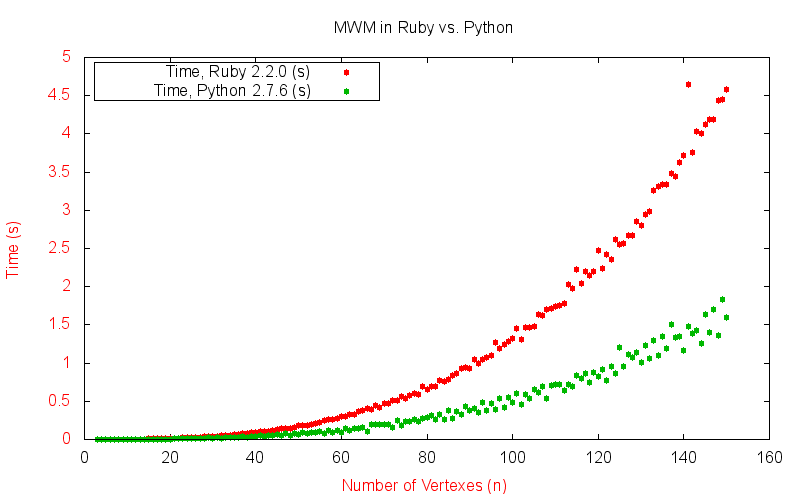 MWM in Ruby vs. Python
5
Time, Ruby 2.2.0 (s)
Time, Python 2.7.6 (s)
4.5
4
3.5
3
2.5
2
1.5
1
0.5
0
Time (s)
0 20 40 60 80 100 120 140 160
Number of Vertexes (n)